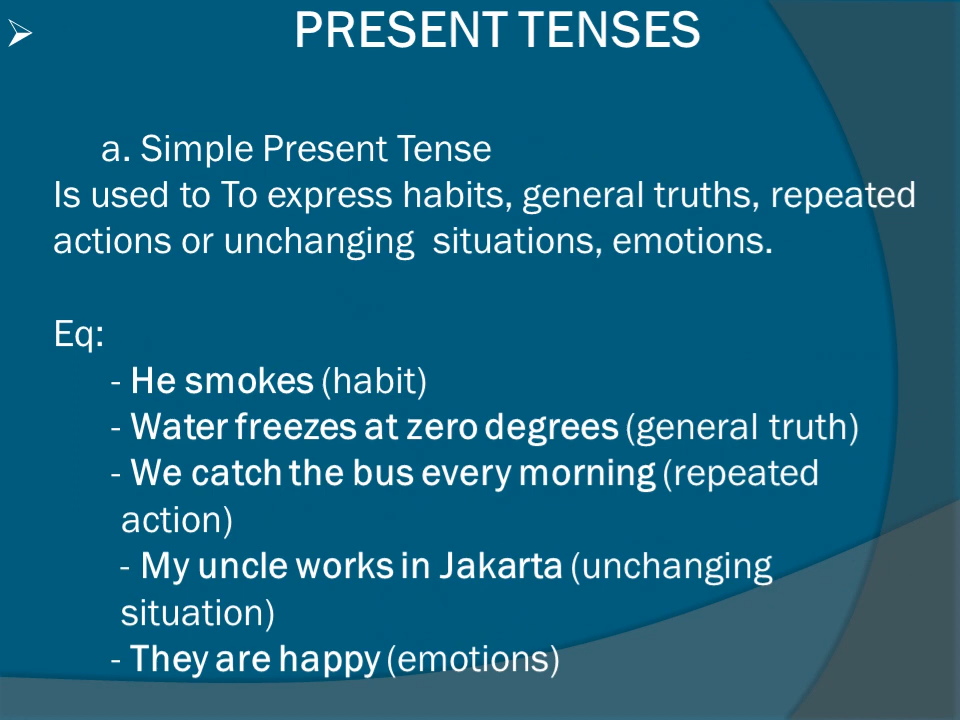 ➢ PRESENT TENSES
a. Simple Present Tense
Is used to To express habits, general truths, repeated
actions or unchanging situations, emotions.
Eq:
- He smokes (habit)
- Water freezes at zero degrees (general truth)
- We catch the bus every morning (repeated
action)
- My uncle works in Jakarta (unchanging
situation)
- They are happy (emotions)